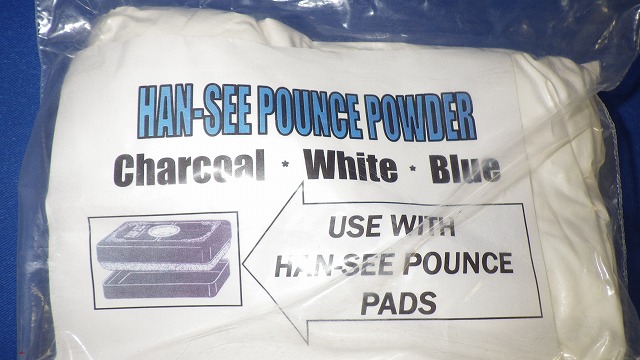 HAN-SEE POUNCE POWDER
Charcoal * White * Blue
USE WITH
HAN-SEE POUNCE
PADS